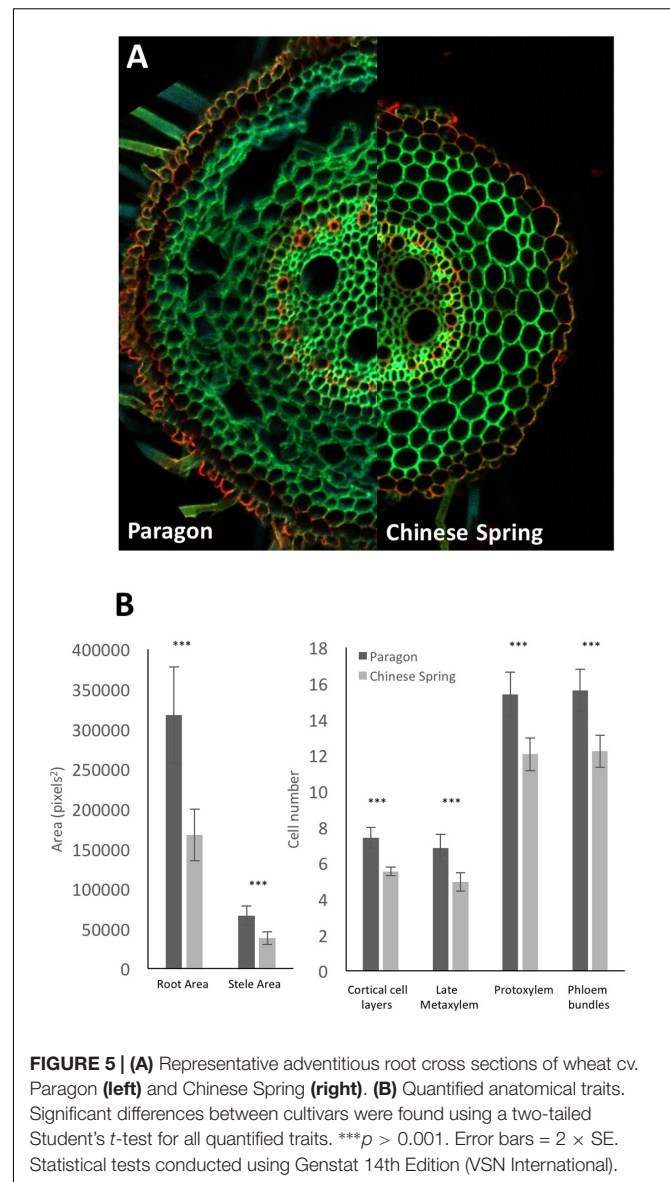 A
Paragon
Chinese Spring
B
400000
350000
300000
250000
200000
150000
100000
50000
0
Area (pixels²)
***
***
Root Area
Stele Area
18
16
14
12
10
8
6
4
2
0
Cell number
Paragon
Chinese Spring
***
***
***
***
Cortical cell
layers
Late
Metaxylem
Protoxylem
Phloem
bundles
FIGURE 5 | (A) Representative adventitious root cross sections of wheat cv.
Paragon (left) and Chinese Spring (right). (B) Quantified anatomical traits.
Significant differences between cultivars were found using a two-tailed
Student's t-test for all quantified traits. ***p > 0.001. Error bars = 2 × SE.
Statistical tests conducted using Genstat 14th Edition (VSN International).